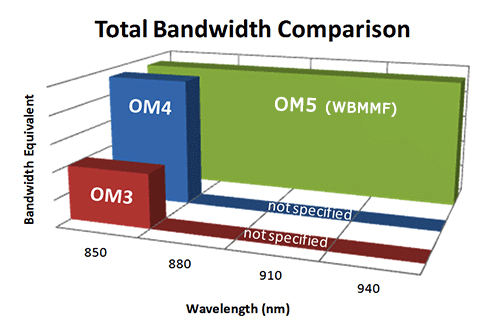 Total Bandwidth Comparison
Bandwidth Equivalent
OM5 (WBMMF)
OM4
OM3
not specified
not specified
850
880
910
940
Wavelength (nm)